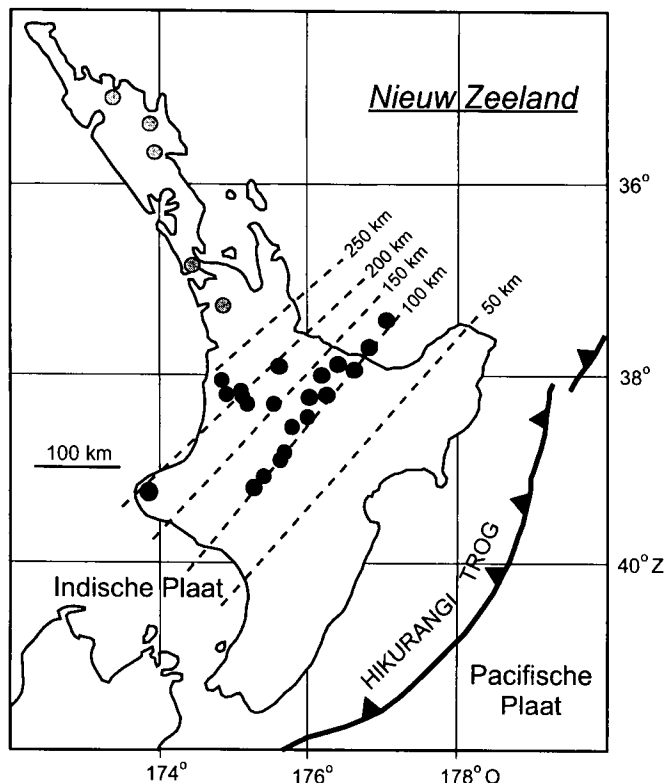 Nieuw Zeeland
36°
250 km
200 km
150 km
100 km
50 km
38°
100 km
40° Z
Indische Plaat
HIKURANGI TROG
Pacifische
Plaat
174°
176°
178° O